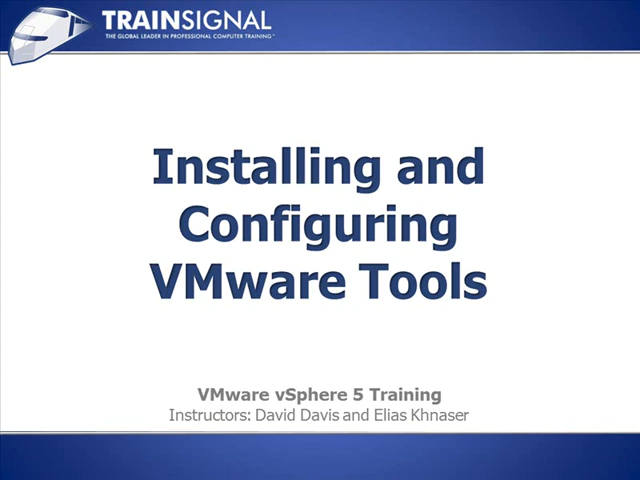 TRAINSIGNAL
THE GLOBAL LEADER IN PROFESSIONAL COMPUTER TRAINING
Installing and
Configuring
VMware Tools
VMware vSphere 5 Training
Instructors: David Davis and Elias Khnaser